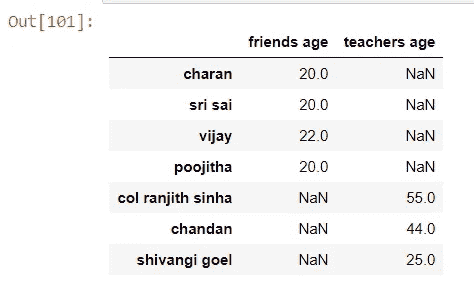 Out[101]:
friends age teachers age
charan 20.0 NaN
sri sai 20.0 NaN
vijay 22.0 NaN
poojitha 20.0 NaN
col ranjith sinha NaN 55.0
chandan NaN 44.0
shivangi goel NaN 25.0